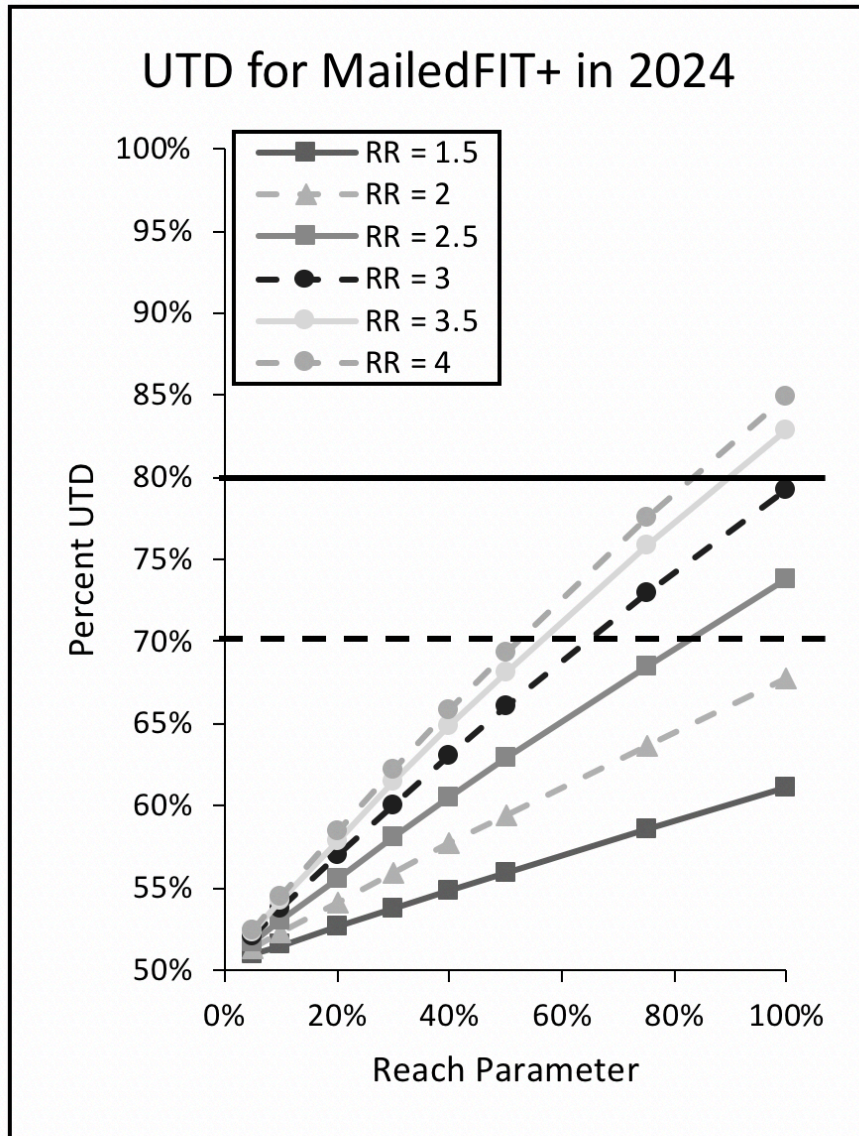 UTD for MailedFIT+ in 2024
100%
95%
90%
85%
80%
75%
70%
65%
60%
55%
50%
Percent UTD
RR = 1.5
RR = 2
RR = 2.5
RR = 3
RR = 3.5
RR = 4
0% 20% 40% 60% 80% 100%
Reach Parameter